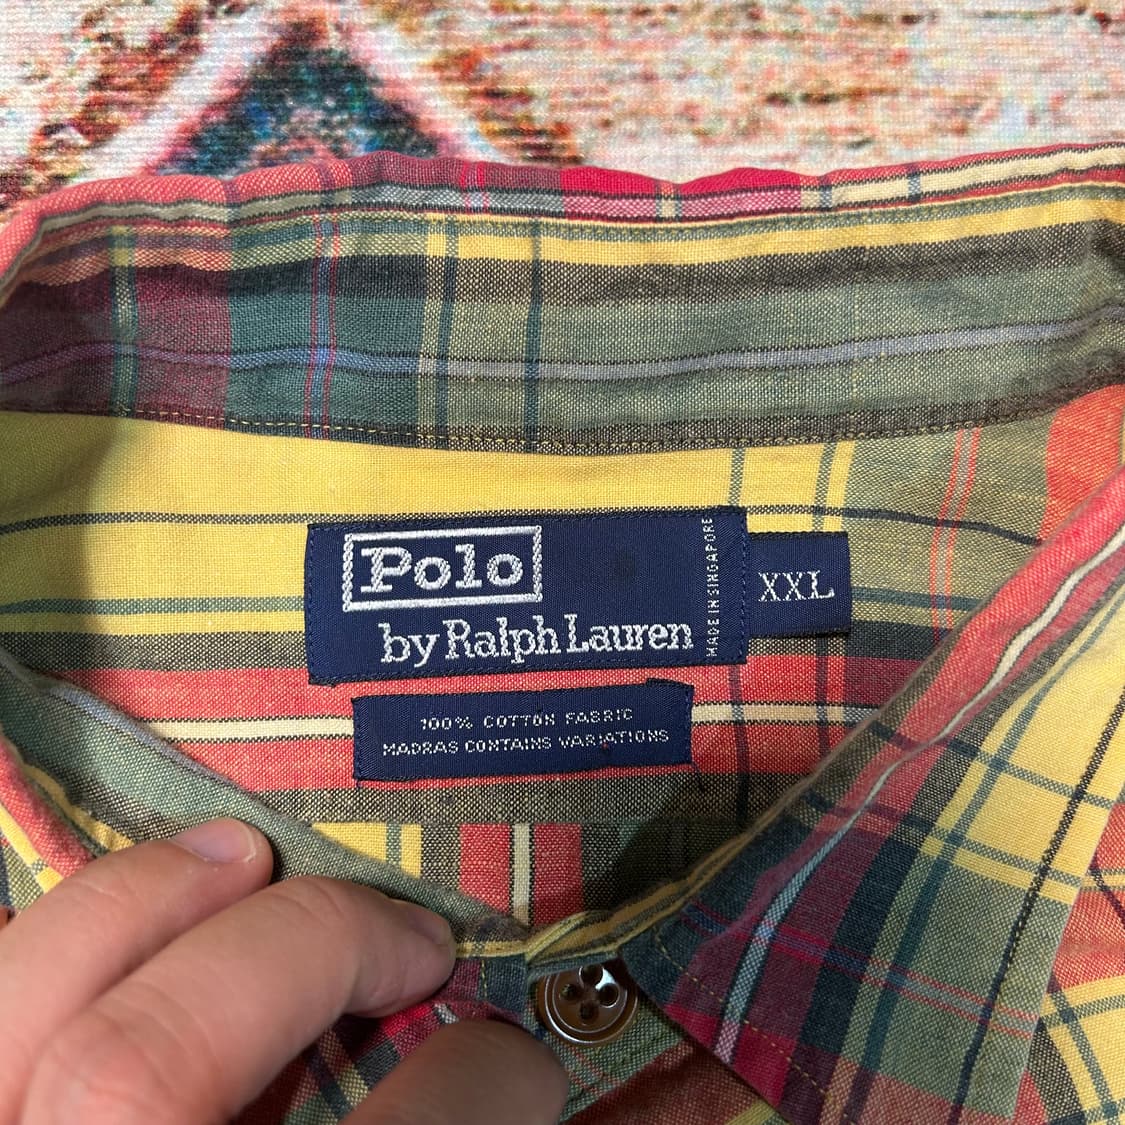 Polo
by Ralph Lauren
MADE IN SINGAPORE
XXL
100% COTTON FABRIC
MADRAS CONTAINS VARIATIONS